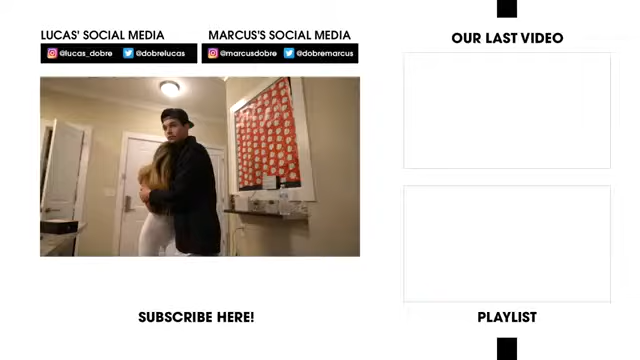 LUCAS' SOCIAL MEDIA
@lucas_dobre @dobrelucas
MARCUS'S SOCIAL MEDIA
@marcusdobre @dobremarcus
OUR LAST VIDEO
SUBSCRIBE HERE!
PLAYLIST